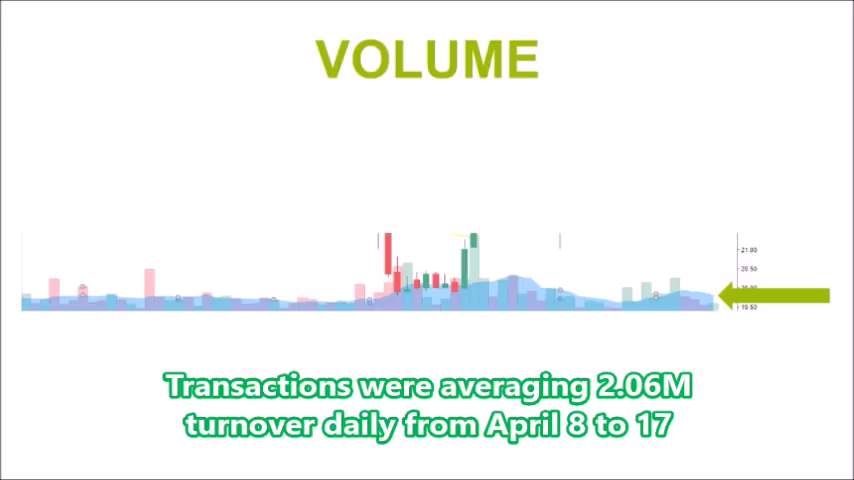 VOLUME
21.00
20.50
19.50
Transactions were averaging 2.06M
turnover daily from April 8 to 17